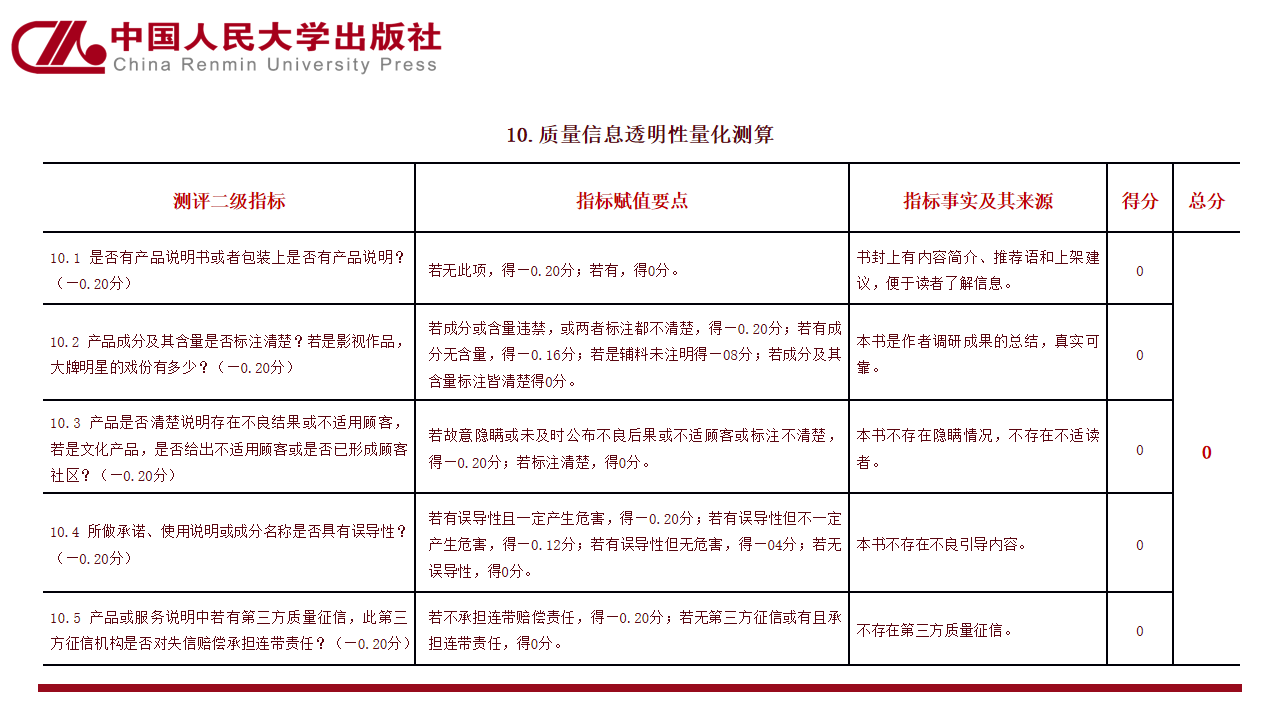 中国人民大学出版社
China Renmin University Press
10. 质量信息透明性量化测算
测评二级指标
指标赋值要点
指标事实及其来源
得分
总分
10.1 是否有产品说明书或者包装上是否有产品说明？
（—0.20分）
若无此项，得—0.20分；若有，得0分。
书封上有内容简介、推荐语和上架建
议，便于读者了解信息。
0
10.2 产品成分及其含量是否标注清楚？若是影视作品，
大牌明星的戏份有多少？（—0.20分）
若成分或含量违禁，或两者标注都不清楚，得—0.20分；若有成
分无含量，得—0.16分；若是辅料未注明得—08分；若成分及其
含量标注皆清楚得0分。
本书是作者调研成果的总结，真实可
靠。
0
10.3 产品是否清楚说明存在不良结果或不适用顾客，
若是文化产品，是否给出不适用顾客或是否已形成顾客
社区？（—0.20分）
若故意隐瞒或未及时公布不良后果或不适顾客或标注不清楚，
得—0.20分；若标注清楚，得0分。
本书不存在隐瞒情况，不存在不适读
者。
0
0
10.4 所做承诺、使用说明或成分名称是否具有误导性？
（—0.20分）
若有误导性且一定产生危害，得—0.20分；若有误导性但不一定
产生危害，得—0.12分；若有误导性但无危害，得—04分；若无
误导性，得0分。
本书不存在不良引导内容。
0
10.5 产品或服务说明中若有第三方质量征信，此第三
方征信机构是否对失信赔偿承担连带责任？（—0.20分）
若不承担连带赔偿责任，得—0.20分；若无第三方征信或有且承
担连带责任，得0分。
不存在第三方质量征信。
0